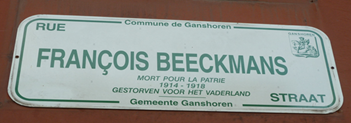 Commune de Ganshoren
RUE
FRANÇOIS BEECKMANS
MORT POUR LA PATRIE
1914 - 1918
GESTORVEN VOOR HET VADERLAND
STRAAT
Gemeente Ganshoren